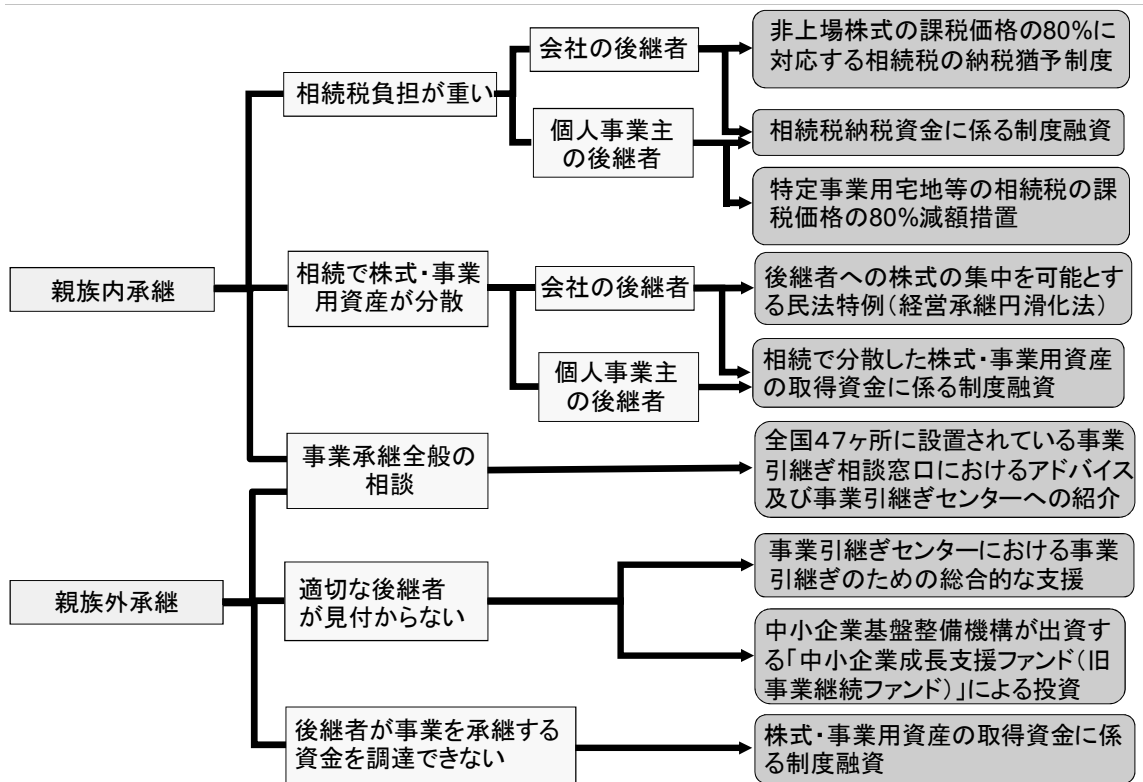 親族内承継
相続税負担が重い
会社の後継者
非上場株式の課税価格の80%に
対応する相続税の納税猶予制度
相続税納税資金に係る制度融資
個人事業主
の後継者
特定事業用宅地等の相続税の課
税価格の80%減額措置
相続で株式・事業
用資産が分散
会社の後継者
後継者への株式の集中を可能とす
る民法特例(経営承継円滑化法)
個人事業主
の後継者
相続で分散した株式・事業用資産
の取得資金に係る制度融資
事業承継全般の
相談
全国47ヶ所に設置されている事業
引継ぎ相談窓口におけるアドバイス
及び事業引継ぎセンターへの紹介
親族外承継
適切な後継者
が見付からない
事業引継ぎセンターにおける事業
引継ぎのための総合的な支援
中小企業基盤整備機構が出資す
る「中小企業成長支援ファンド(旧
事業継続ファンド)」による投資
後継者が事業を承継する
資金を調達できない
株式・事業用資産の取得資金に係
る制度融資